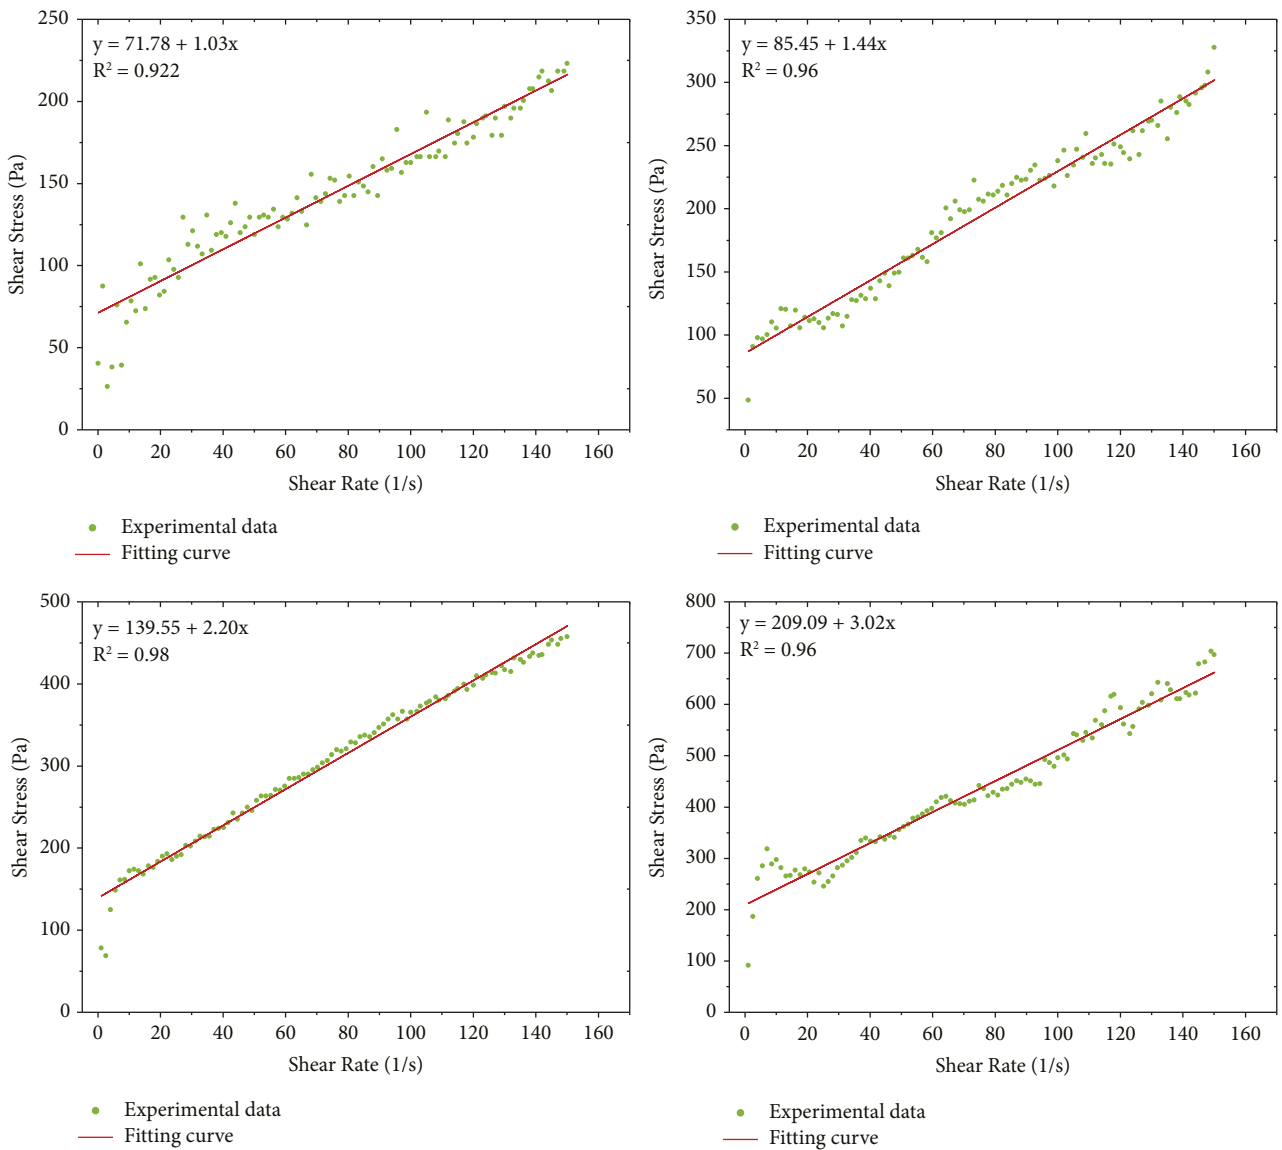 y = 71.78 + 1.03x
R² = 0.922
250
200
150
100
50
0
Shear Stress (Pa)
0 20 40 60 80 100 120 140 160
Shear Rate (1/s)
Experimental data
Fitting curve
y = 85.45 + 1.44x
R² = 0.96
350
300
250
200
150
100
50
Shear Stress (Pa)
0 20 40 60 80 100 120 140 160
Shear Rate (1/s)
Experimental data
Fitting curve
y = 139.55 + 2.20x
R² = 0.98
500
400
300
200
100
0
Shear Stress (Pa)
0 20 40 60 80 100 120 140 160
Shear Rate (1/s)
Experimental data
Fitting curve
y = 209.09 + 3.02x
R² = 0.96
800
700
600
500
400
300
200
100
0
Shear Stress (Pa)
0 20 40 60 80 100 120 140 160
Shear Rate (1/s)
Experimental data
Fitting curve